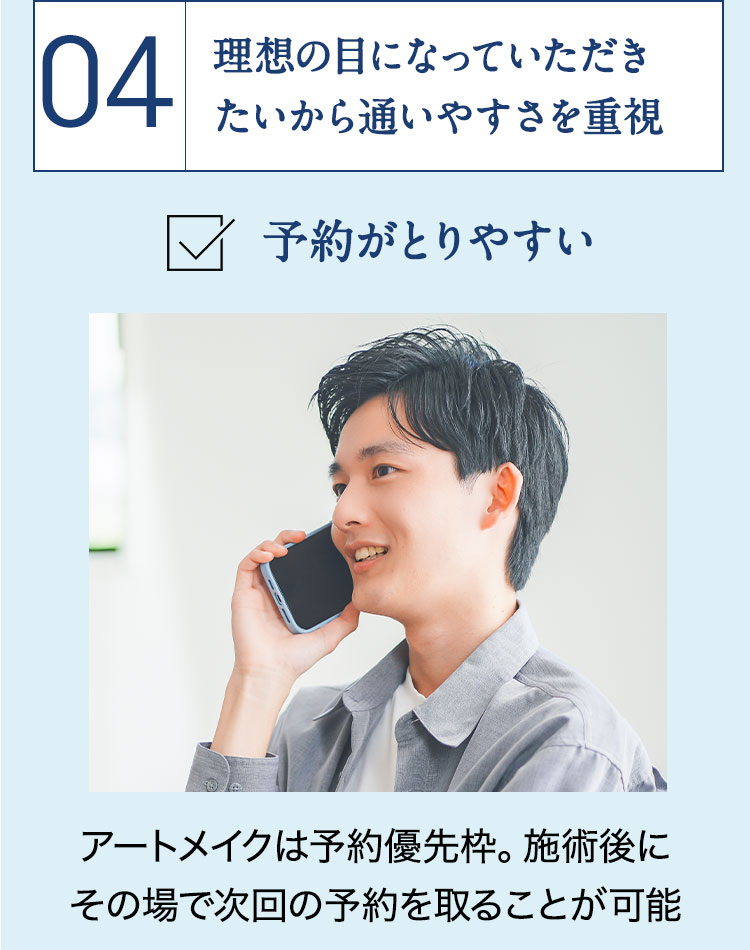 04
理想の目になっていただき
たいから通いやすさを重視
予約がとりやすい
アートメイクは予約優先枠。施術後に
その場で次回の予約を取ることが可能